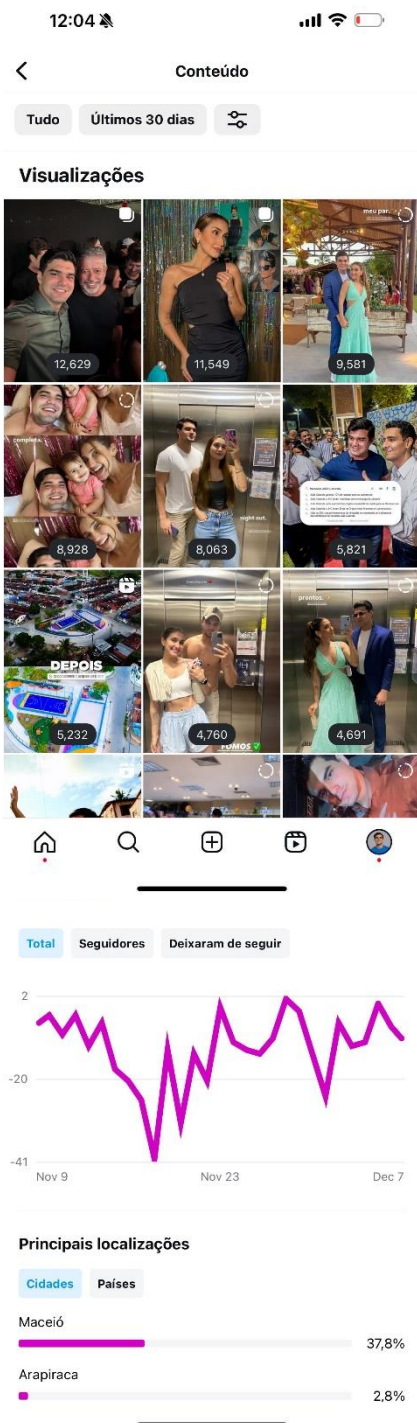 12:04
Conteúdo
Tudo
Últimos 30 dias
Visualizações
meu par.
12,629
11,549
9,581
completa.
night out.
8,928
8,063
5,821
prontos.
DEPOIS
FOMOS
5,232
4,760
4,691
Total
Seguidores
Deixaram de seguir
2
-20
-41
Nov 9
Nov 23
Dec 7
Principais localizações
Cidades
Países
Maceió
37,8%
Arapiraca
2,8%